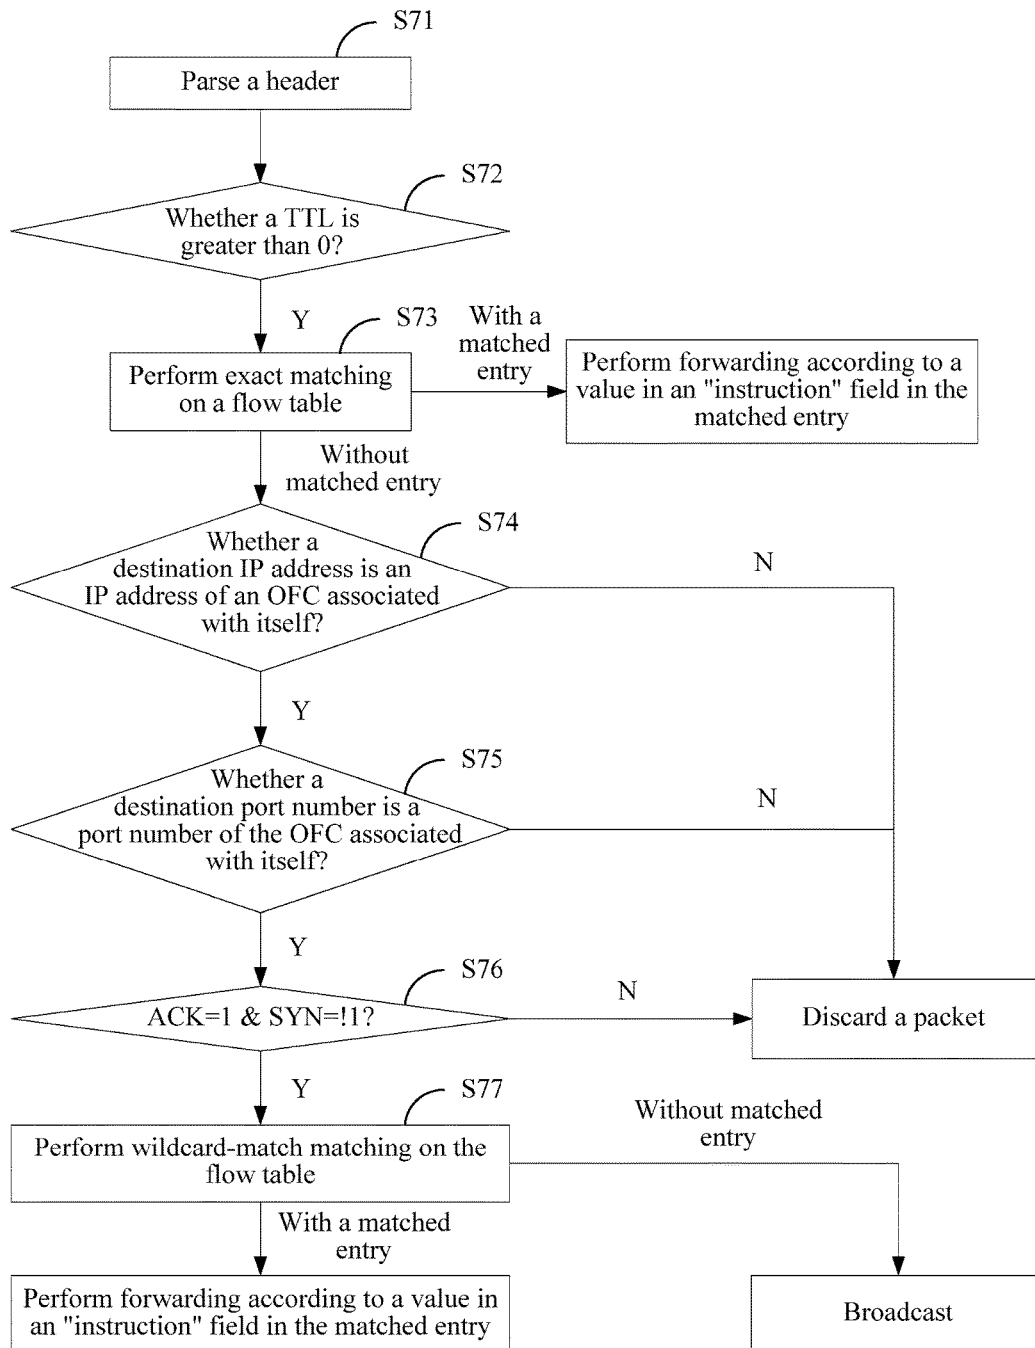 S71
Parse a header
S72
Whether a TTL is
greater than 0?
Y
S73
With a
matched
entry
Perform exact matching
on a flow table
Perform forwarding according to a
value in an "instruction" field in the
matched entry
Without
matched entry
S74
Whether a
destination IP address is an
IP address of an OFC associated
with itself?
N
Y
S75
Whether a
destination port number is a
port number of the OFC associated
with itself?
N
Y
S76
ACK=1 & SYN=!1?
N
Discard a packet
Y
S77
Perform wildcard-match matching on the
flow table
Without matched
entry
With a matched
entry
Perform forwarding according to a value in
an "instruction" field in the matched entry
Broadcast